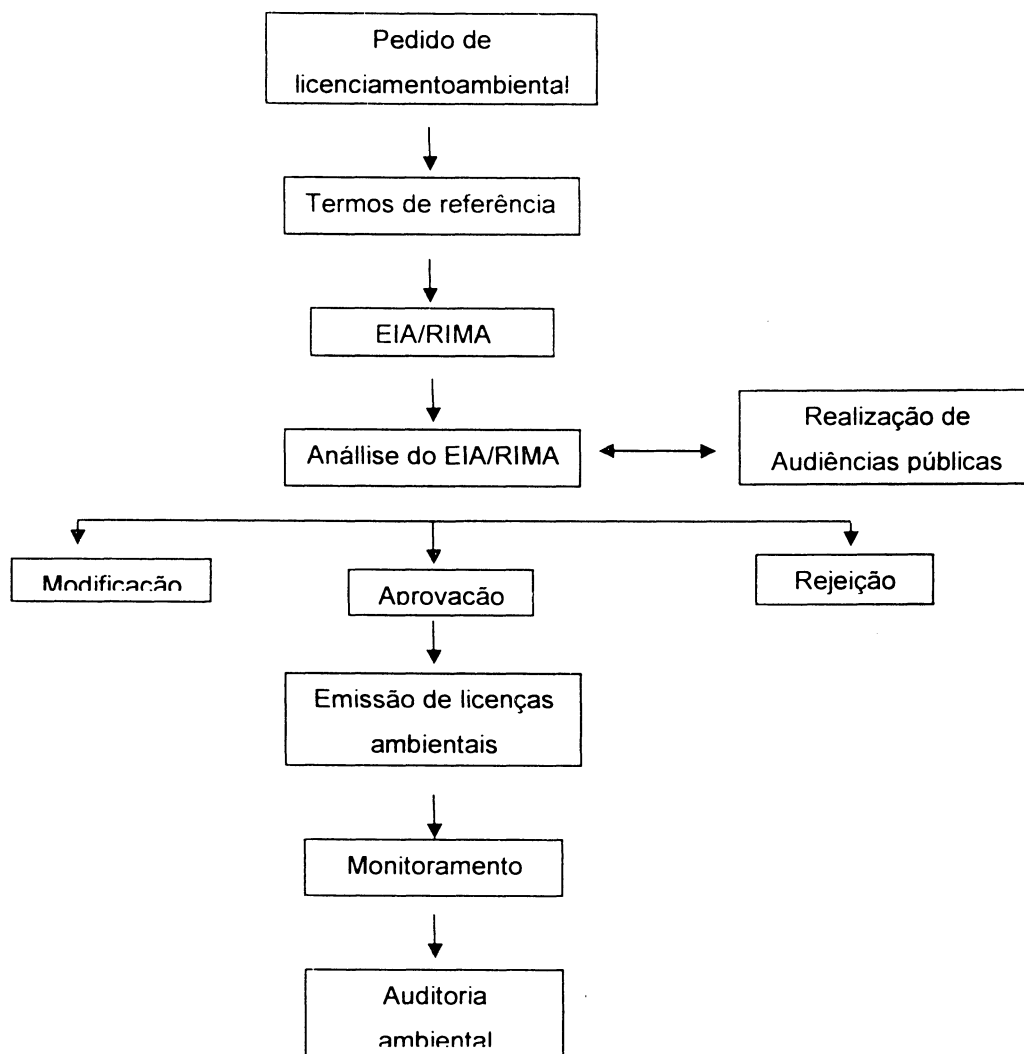 Pedido de
licenciamentoambiental
Termos de referência
EIA/RIMA
Anállise do EIA/RIMA
Realização de
Audiências públicas
Modificação
Aprovação
Rejeição
Emissão de licenças
ambientais
Monitoramento
Auditoria
ambiental